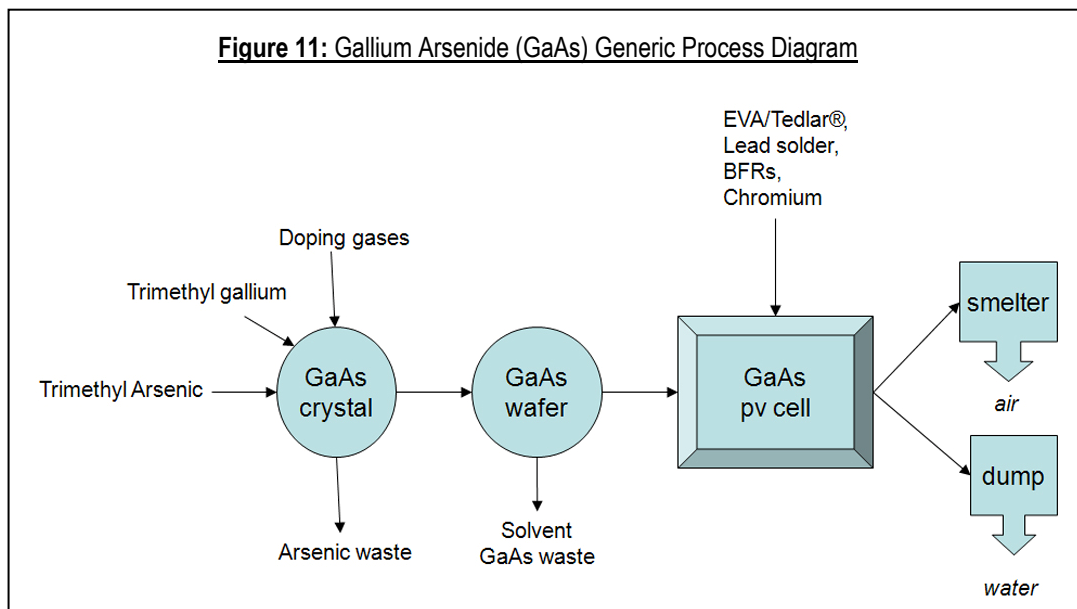 Figure 11: Gallium Arsenide (GaAs) Generic Process Diagram
EVA/Tedlar®,
Lead solder,
BFRs,
Chromium
Doping gases
Trimethyl gallium
Trimethyl Arsenic
GaAs
crystal
GaAs
wafer
GaAs
pv cell
smelter
air
dump
water
Arsenic waste
Solvent
GaAs waste